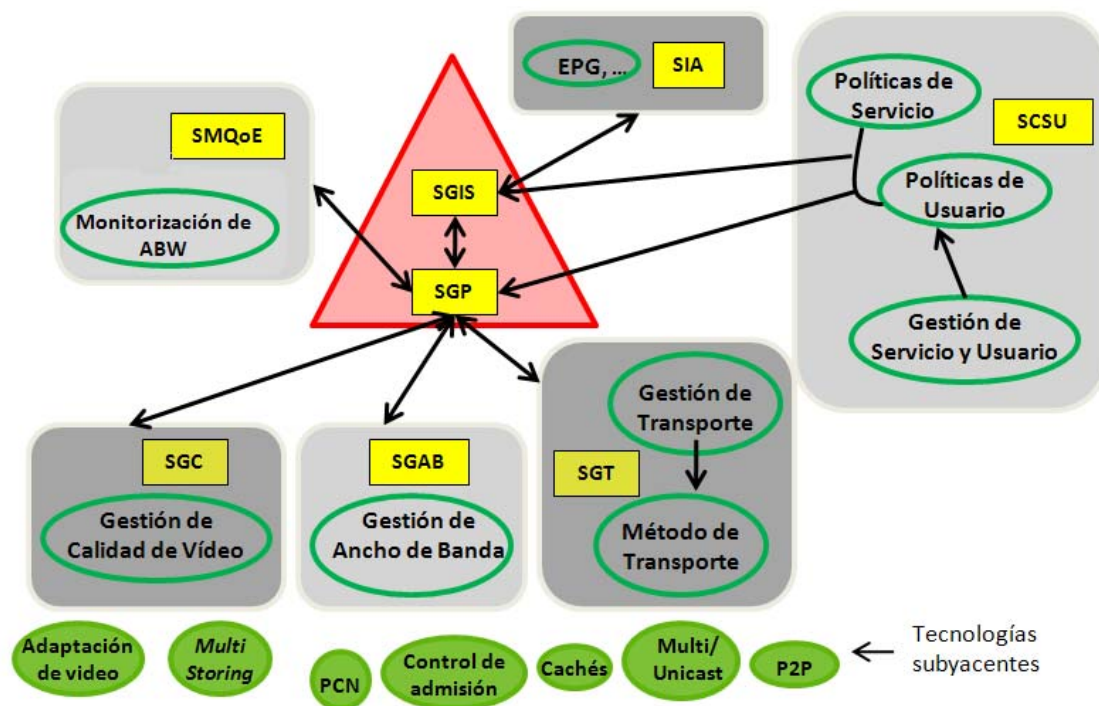 EPG, ...
SIA
Políticas de
Servicio
SCSU
SMQoE
SGIS
Políticas de
Usuario
Monitorización de
ABW
SGP
Gestión de
Servicio y Usuario
Gestión de
Transporte
SGC
SGAB
SGT
Gestión de
Calidad de Vídeo
Gestión de
Ancho de Banda
Método de
Transporte
Adaptación
de video
Multi
Storing
PCN
Control de
admisión
Cachés
Multi/
Unicast
P2P
Tecnologías
subyacentes